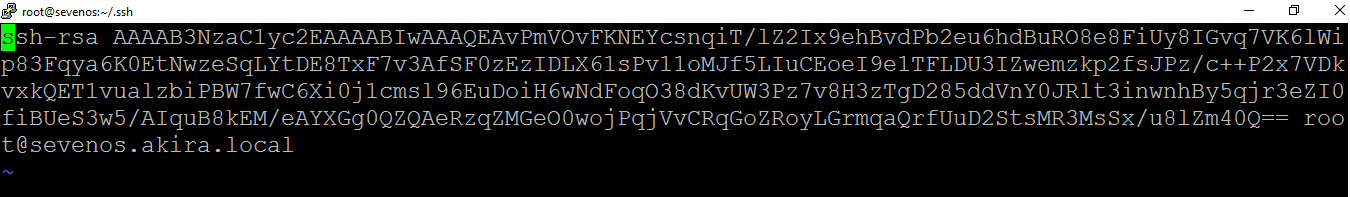 root@sevenos:~/.ssh
ssh-rsa AAAAB3NzaC1yc2EAAAABIwAAAQEAvPmVOvFKNEYcsnqiT/lZ2Ix9ehBvdPb2eu6hdBuRO8e8FiUy8IGvq7VK6lWi
p83Fqya6K0EtNwzeSqLYtDE8TxF7v3AfSF0zEzIDLX61sPv11oMJf5LIuCEoeI9e1TFLDU3IZwemzkp2fsJPz/c++P2x7VDk
vxkQET1vualzbiPBW7fwC6Xi0j1cmsl96EuDoiH6wNdFoqO38dKvUW3Pz7v8H3zTgD285ddVnY0JRlt3inwnhBy5qjr3eZI0
fiBUeS3w5/AIquB8kEM/eAYXGg0QZQAeRzqZMGeO0wojPqjVvCRqGoZRoyLGrmqaQrfUuD2StsMR3MsSx/u8lZm40Q== roo
t@sevenos.akira.local
~